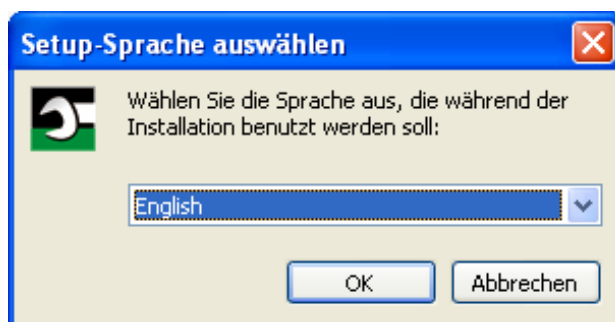 Setup-Sprache auswählen
Wählen Sie die Sprache aus, die während der
Installation benutzt werden soll:
English
OK
Abbrechen